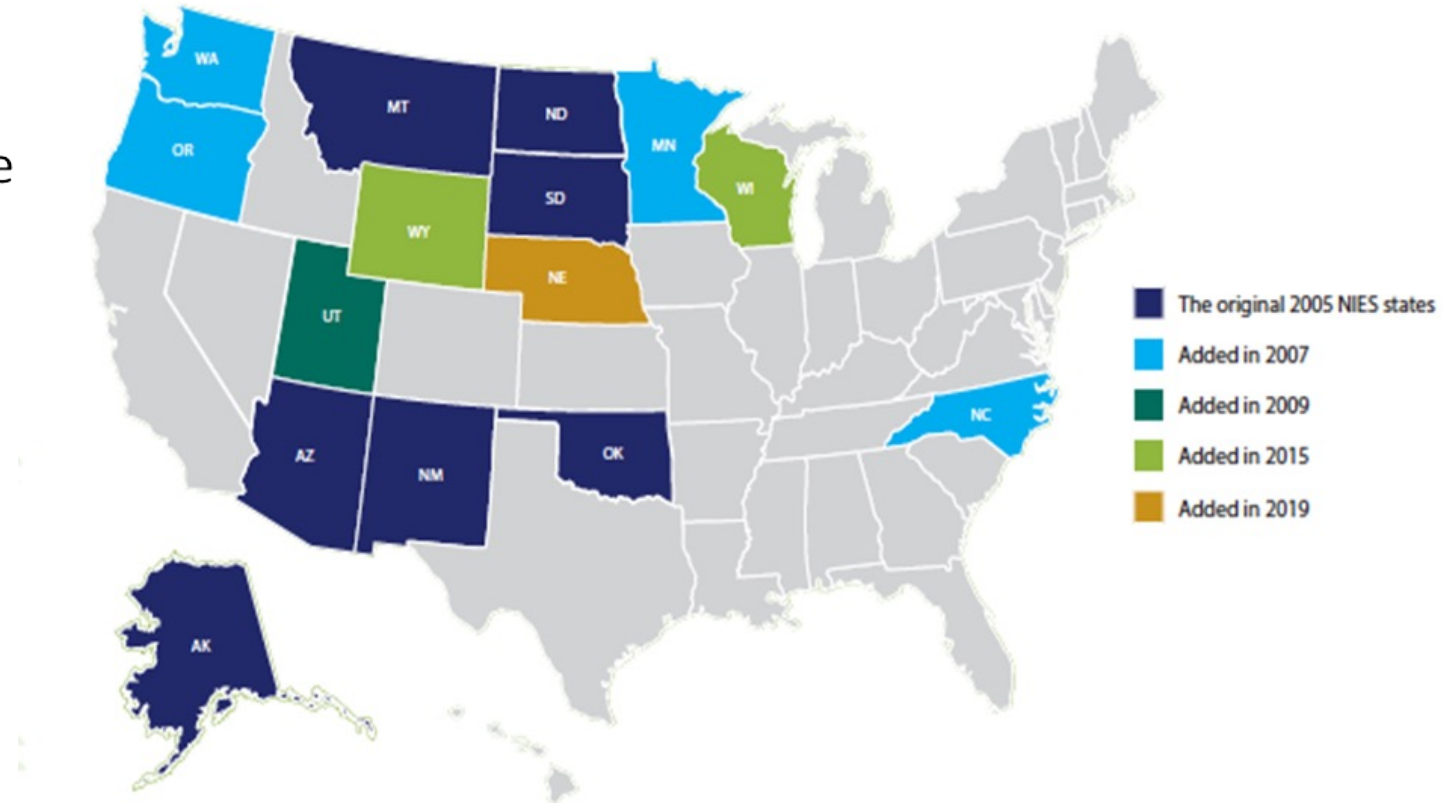 WA
MT
ND
MN
OR
e
SD
WI
WY
NE
UT
The original 2005 NIES states
Added in 2007
Added in 2009
NC
AZ
NM
OK
Added in 2015
Added in 2019
AK